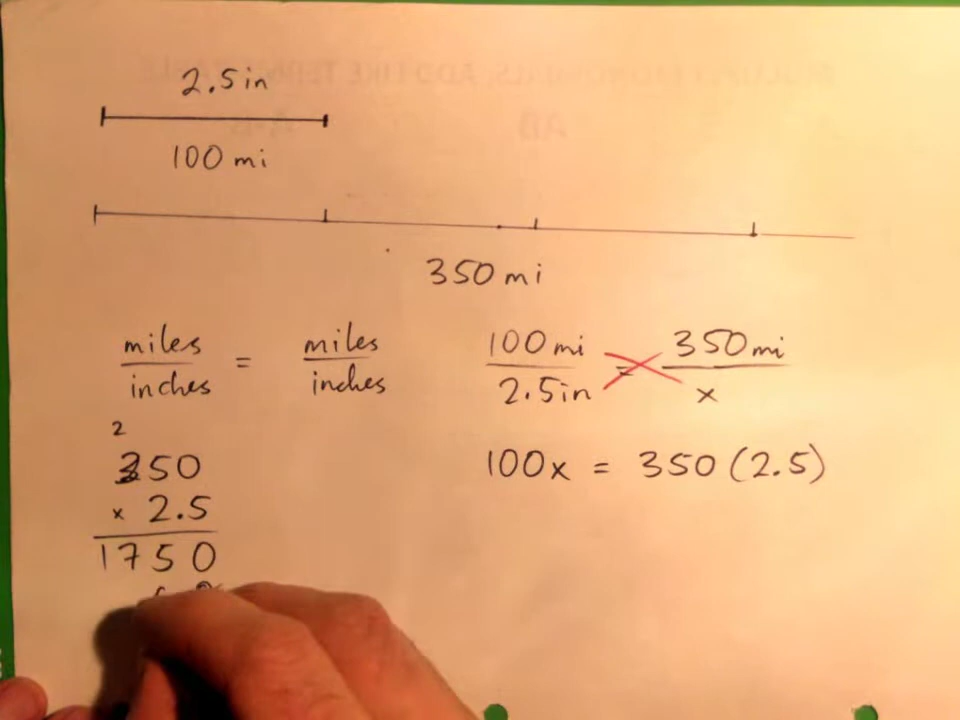 2.5in
100 mi
350 mi
miles/inches = miles/inches
100 mi/2.5in = 350 mi/x
2
350
× 2.5
1750
100x = 350 (2.5)